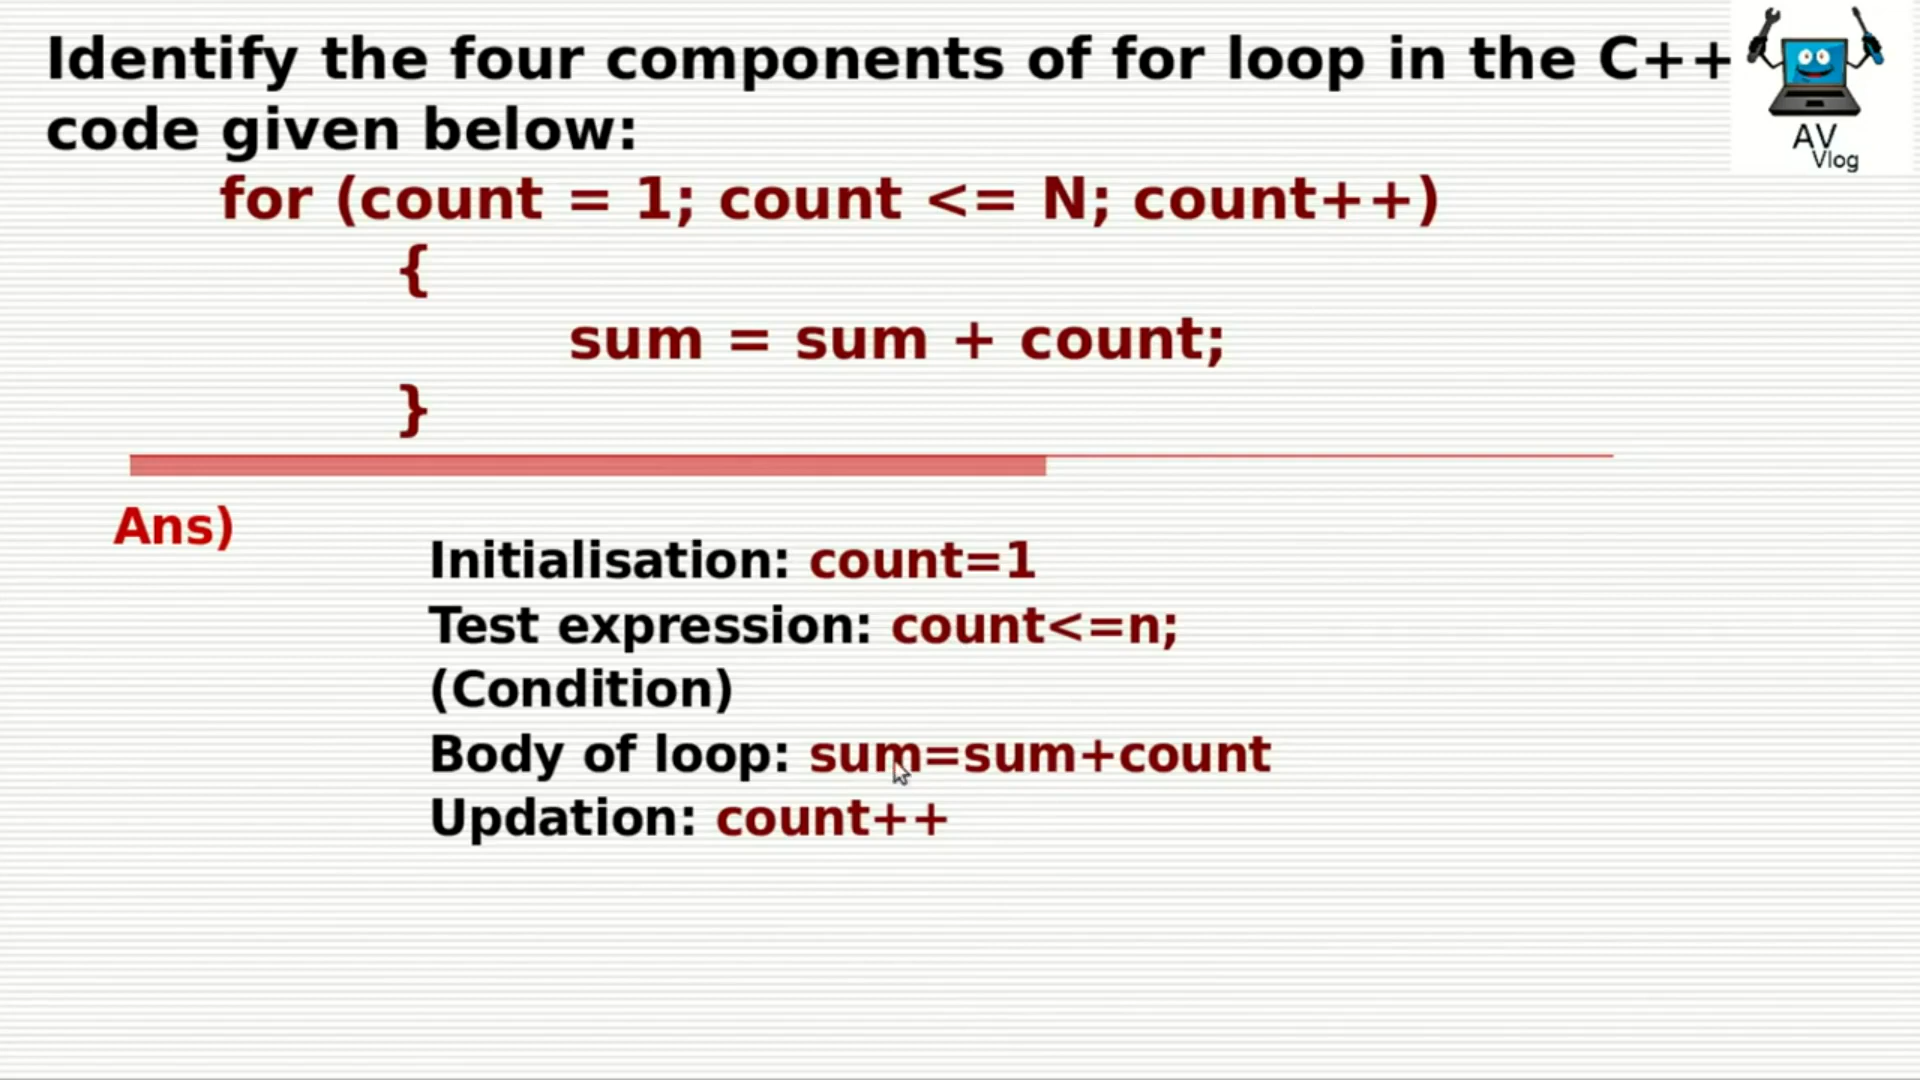 Identify the four components of for loop in the C++
code given below:
for (count = 1; count <= N; count++)
{
sum = sum + count;
}
Ans)
Initialisation: count=1
Test expression: count<=n;
(Condition)
Body of loop: sum=sum+count
Updation: count++
AV
Vlog